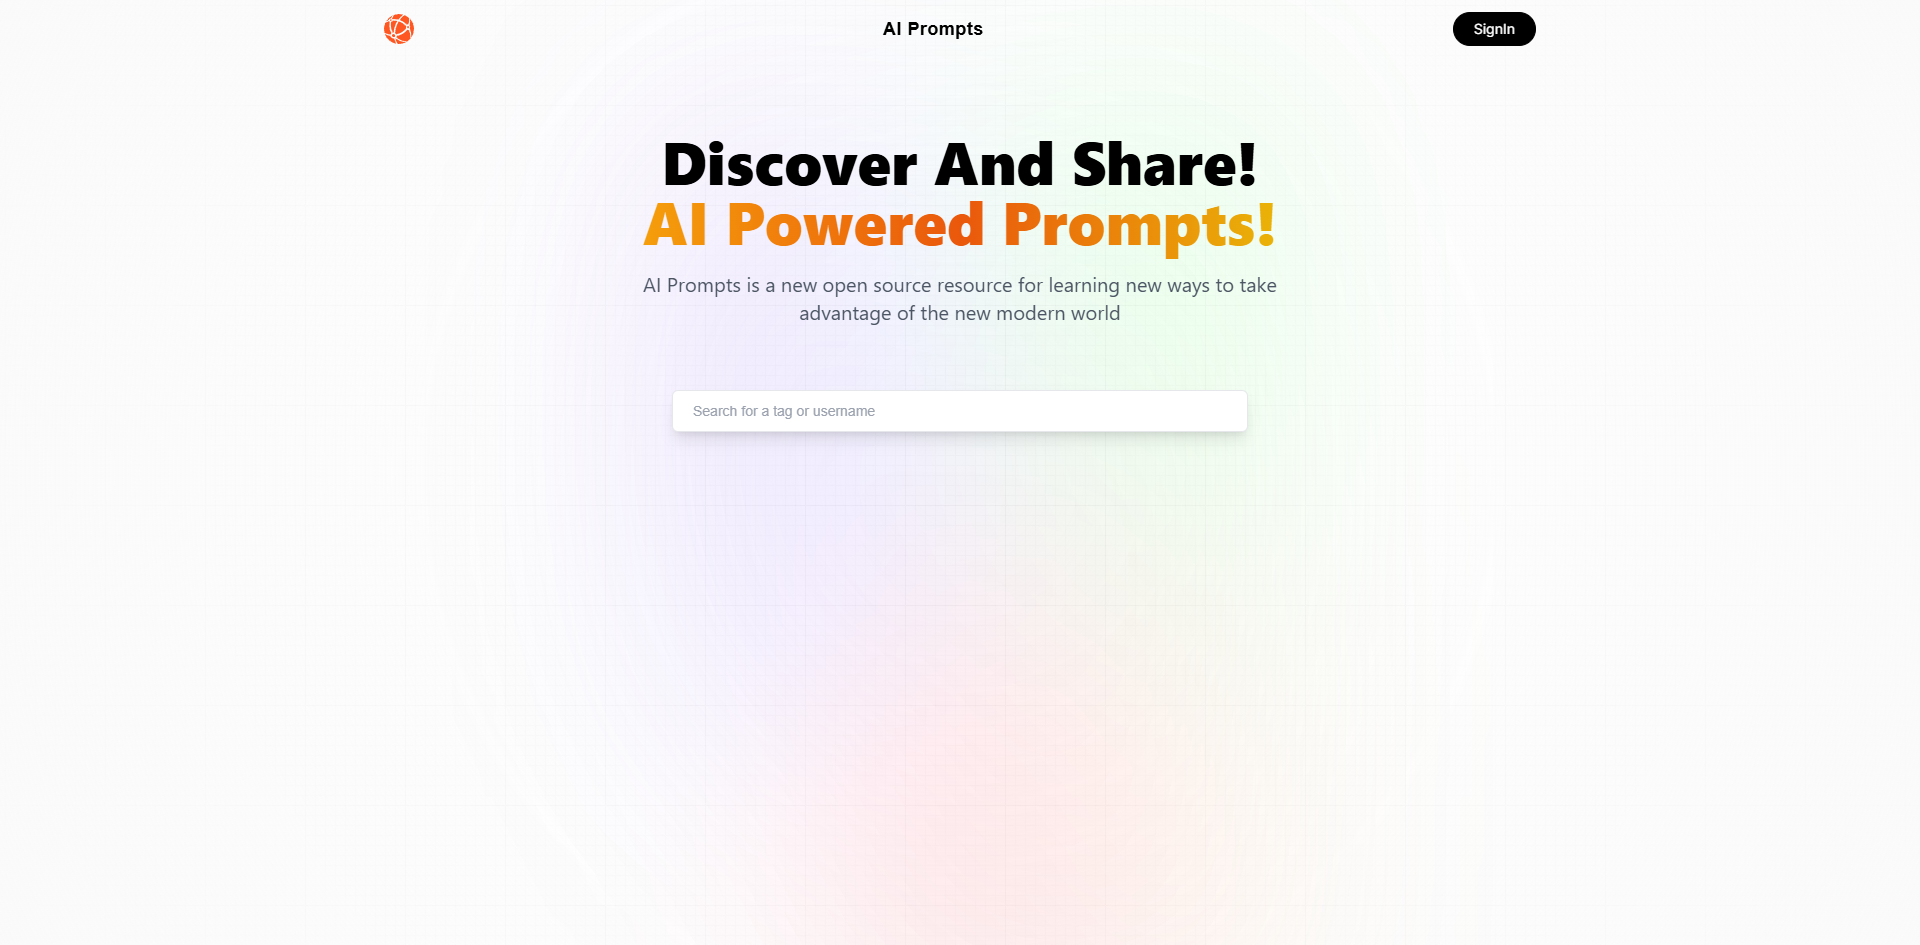 AI Prompts
SignIn
Discover And Share!
AI Powered Prompts!
AI Prompts is a new open source resource for learning new ways to take
advantage of the new modern world
Search for a tag or username